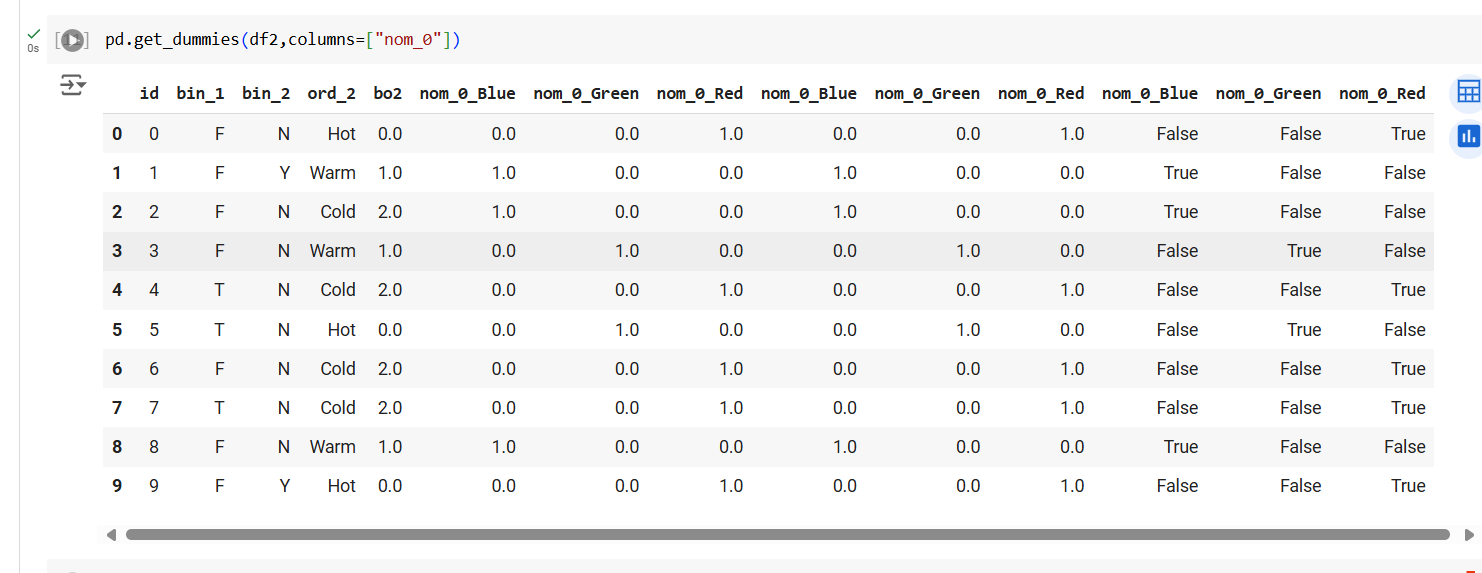 [12] pd.get_dummies(df2,columns=["nom_0"])
0s
id bin_1 bin_2 ord_2 bo2 nom_0_Blue nom_0_Green nom_0_Red nom_0_Blue nom_0_Green nom_0_Red nom_0_Blue nom_0_Green nom_0_Red
0 0 F N Hot 0.0 0.0 0.0 1.0 0.0 0.0 1.0 False False True
1 1 F Y Warm 1.0 1.0 0.0 0.0 1.0 0.0 0.0 True False False
2 2 F N Cold 2.0 1.0 0.0 0.0 1.0 0.0 0.0 True False False
3 3 F N Warm 1.0 0.0 1.0 0.0 0.0 1.0 0.0 False True False
4 4 T N Cold 2.0 0.0 0.0 1.0 0.0 0.0 1.0 False False True
5 5 T N Hot 0.0 0.0 1.0 0.0 0.0 1.0 0.0 False True False
6 6 F N Cold 2.0 0.0 0.0 1.0 0.0 0.0 1.0 False False True
7 7 T N Cold 2.0 0.0 0.0 1.0 0.0 0.0 1.0 False False True
8 8 F N Warm 1.0 1.0 0.0 0.0 1.0 0.0 0.0 True False False
9 9 F Y Hot 0.0 0.0 0.0 1.0 0.0 0.0 1.0 False False True